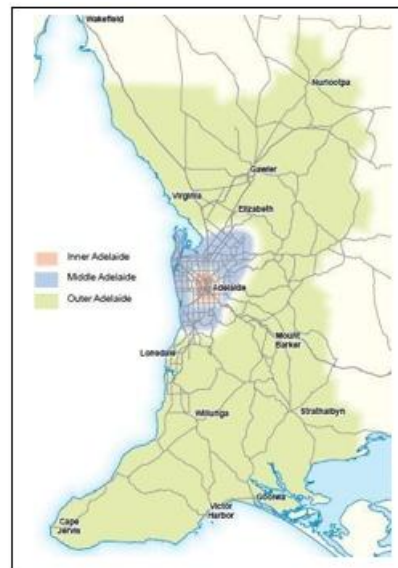 Wakefield
Nuriootpa
Gawler
Virginia
Elizabeth
Inner Adelaide
Middle Adelaide
Outer Adelaide
Adelaide
Lonsdale
Mount
Barker
Willunga
Strathalbyn
Goolwa
Victor
Harbor
Cape
Jervis